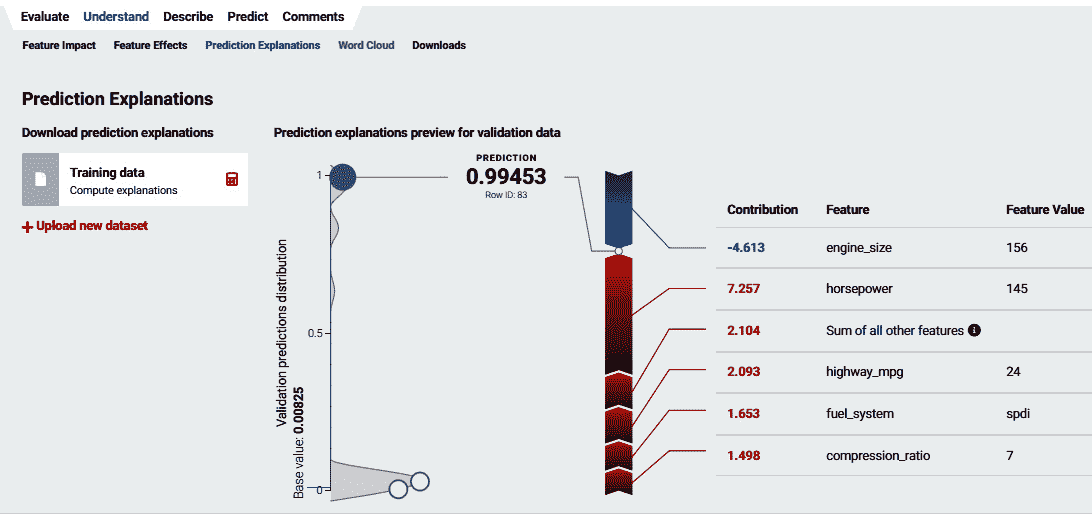 Evaluate Understand Describe Predict Comments
Feature Impact Feature Effects Prediction Explanations Word Cloud Downloads
Prediction Explanations
Download prediction explanations
Training data
Compute explanations
+ Upload new dataset
Prediction explanations preview for validation data
PREDICTION
0.99453
Row ID: 83
Validation predictions distribution
Base value: 0.00825
1
0.5
0
Contribution Feature Feature Value
-4.613 engine_size 156
7.257 horsepower 145
2.104 Sum of all other features i
2.093 highway_mpg 24
1.653 fuel_system spdi
1.498 compression_ratio 7